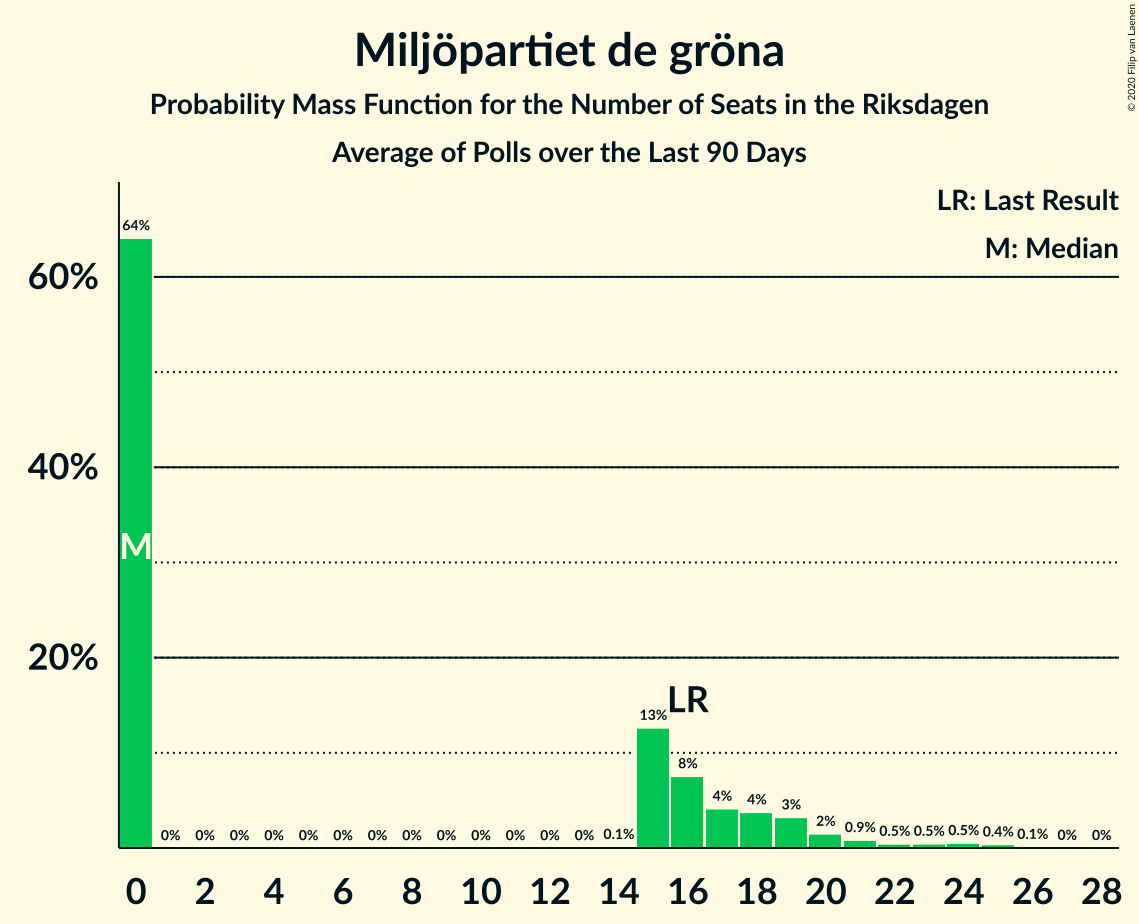 Miljöpartiet de gröna
Probability Mass Function for the Number of Seats in the Riksdagen
Average of Polls over the Last 90 Days
© 2020 Filip van Laenen
LR: Last Result
M: Median
60%
40%
20%
64%
M
0% 0% 0% 0% 0% 0% 0% 0% 0% 0% 0% 0% 0% 0.1% 13% 8% 4% 4% 3% 2% 0.9% 0.5% 0.5% 0.5% 0.4% 0.1% 0% 0%
LR
0 2 4 6 8 10 12 14 16 18 20 22 24 26 28